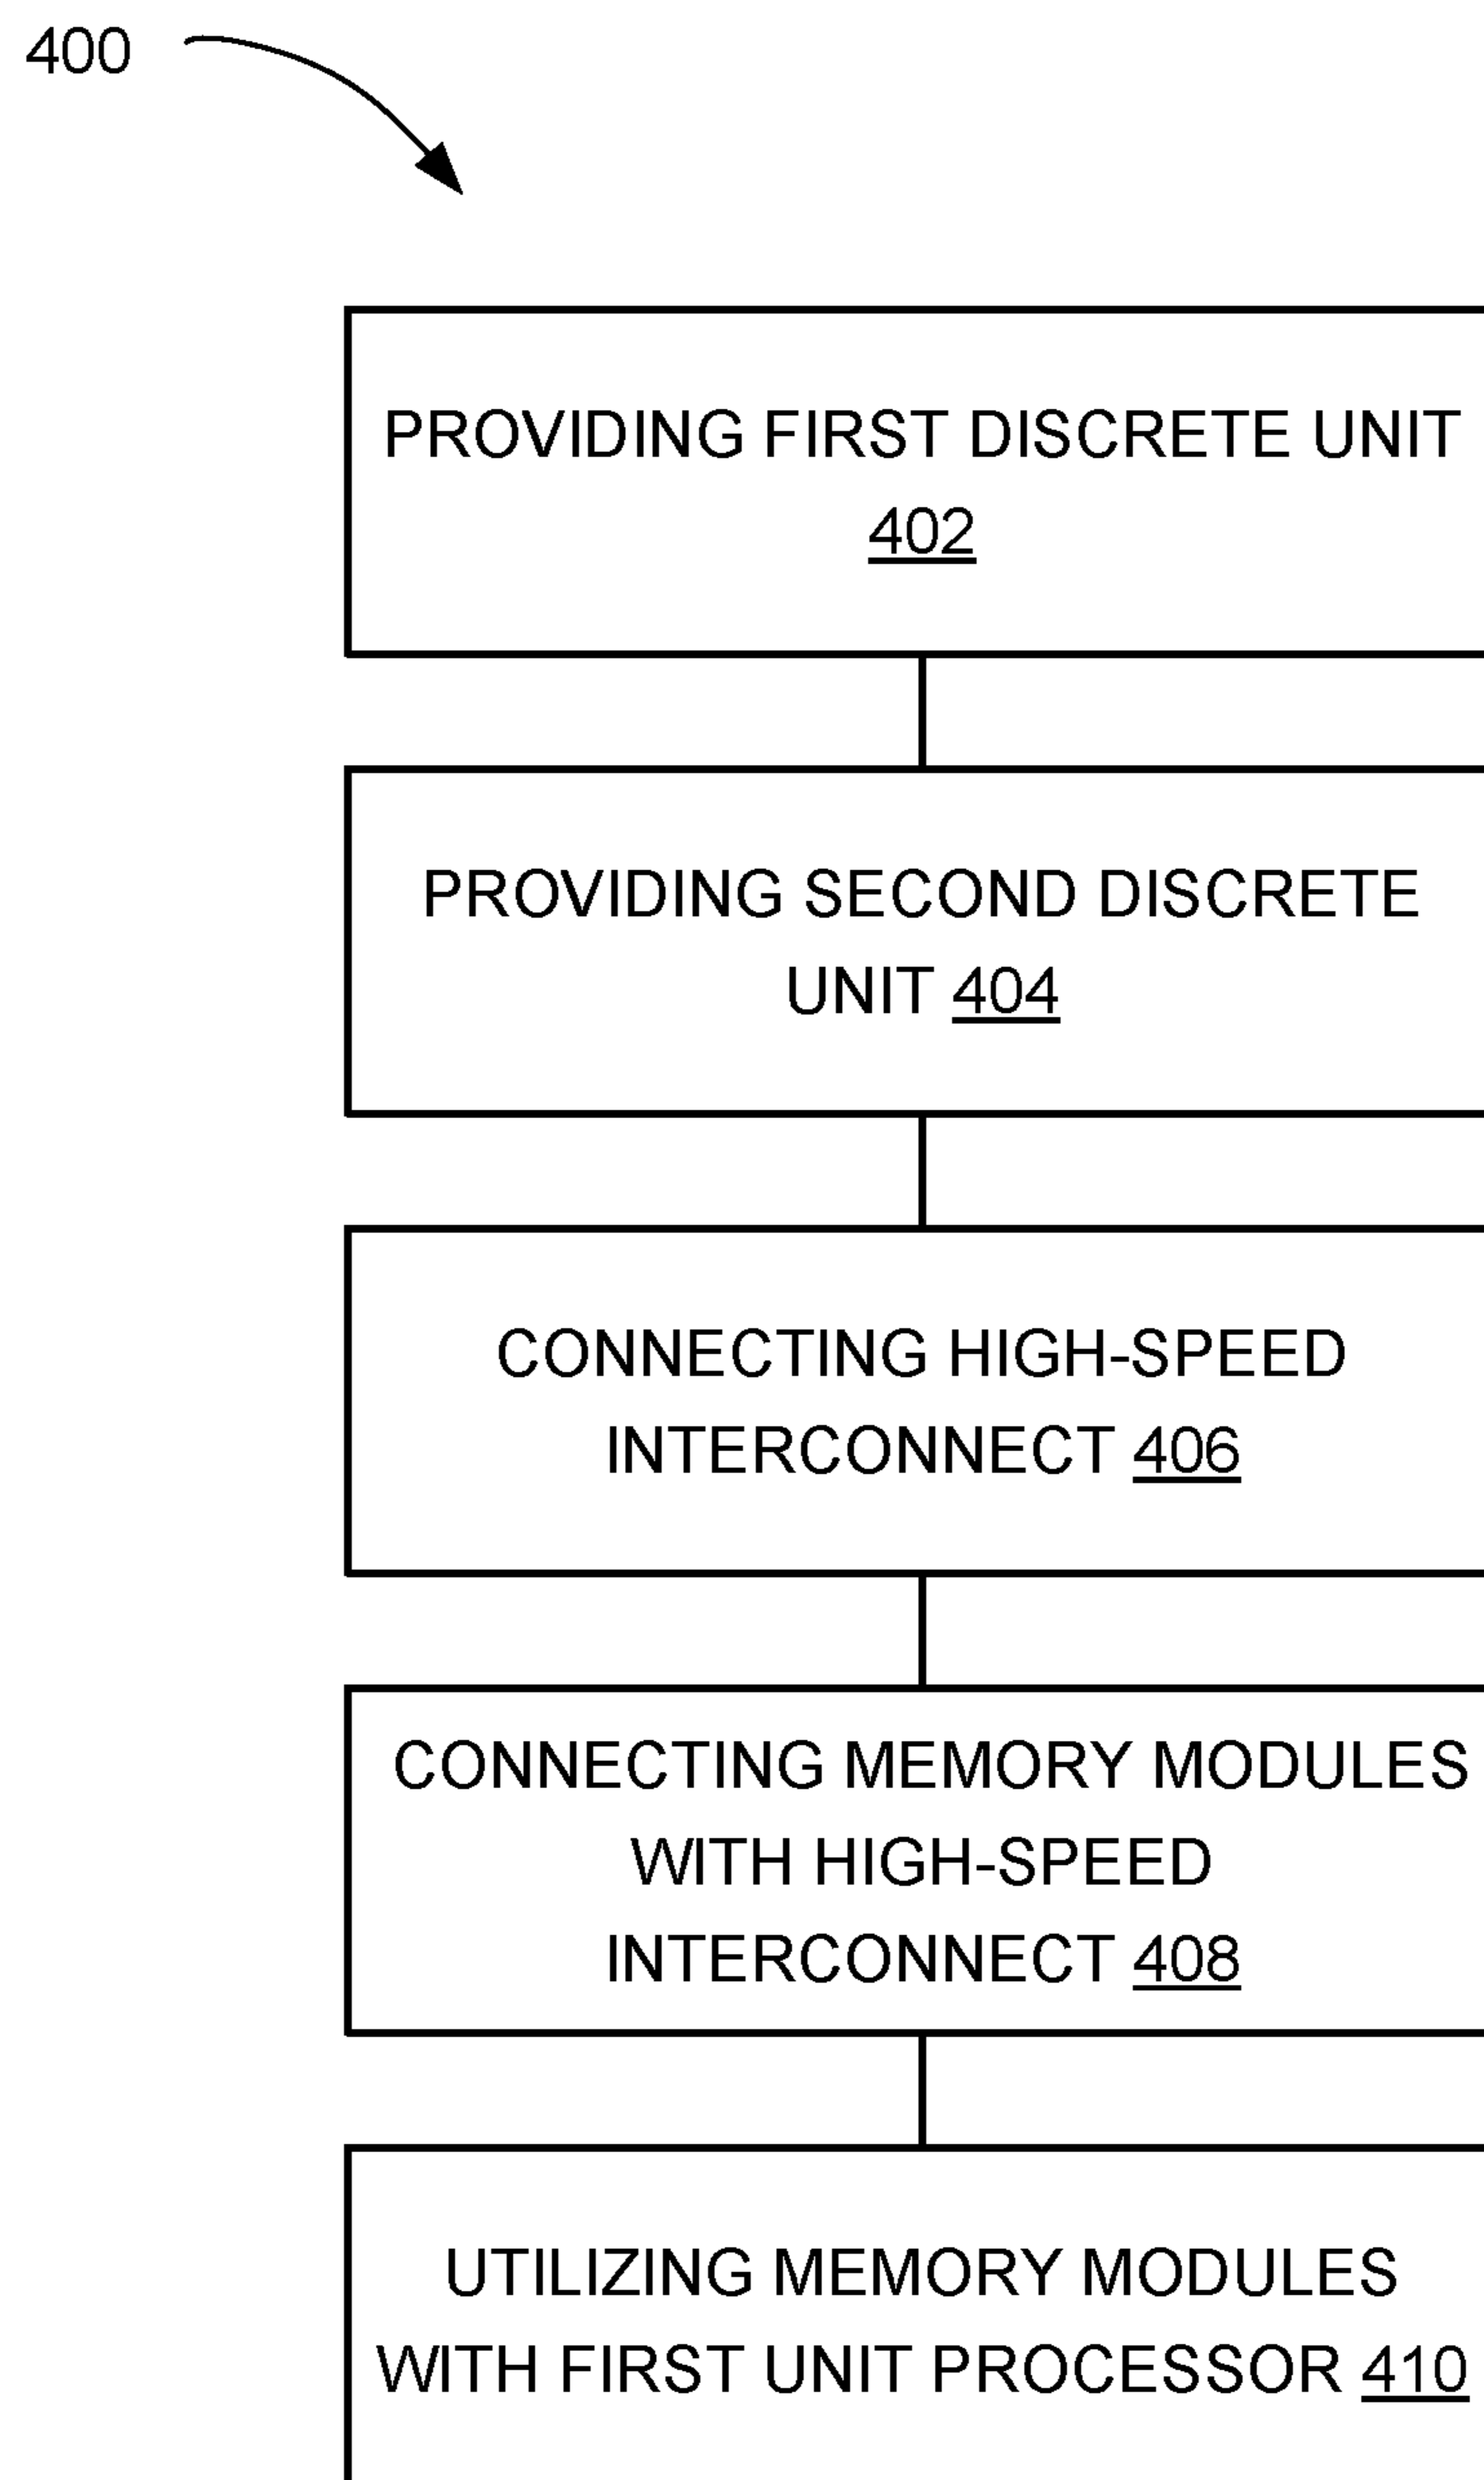 400
PROVIDING FIRST DISCRETE UNIT
402
PROVIDING SECOND DISCRETE
UNIT 404
CONNECTING HIGH-SPEED
INTERCONNECT 406
CONNECTING MEMORY MODULES
WITH HIGH-SPEED
INTERCONNECT 408
UTILIZING MEMORY MODULES
WITH FIRST UNIT PROCESSOR 410